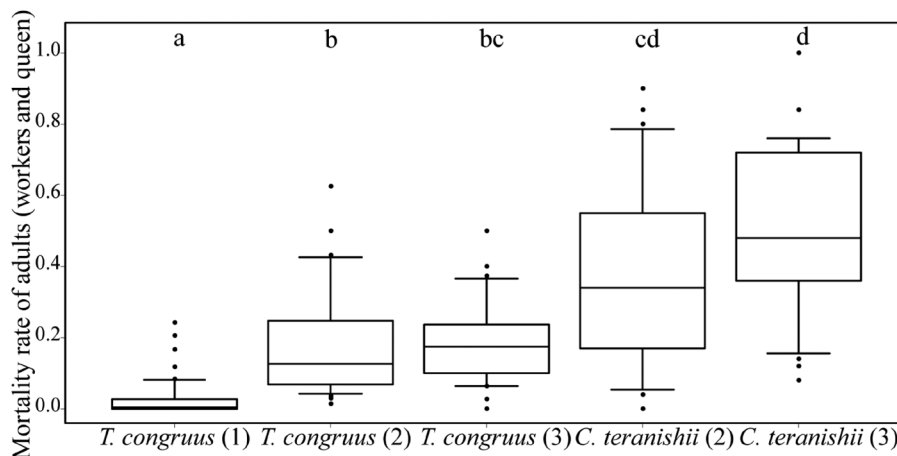 a b bc cd d
Mortality rate of adults (workers and queen)
1.0
0.8
0.6
0.4
0.2
0.0
T. congruus (1) T. congruus (2) T. congruus (3) C. teranishii (2) C. teranishii (3)